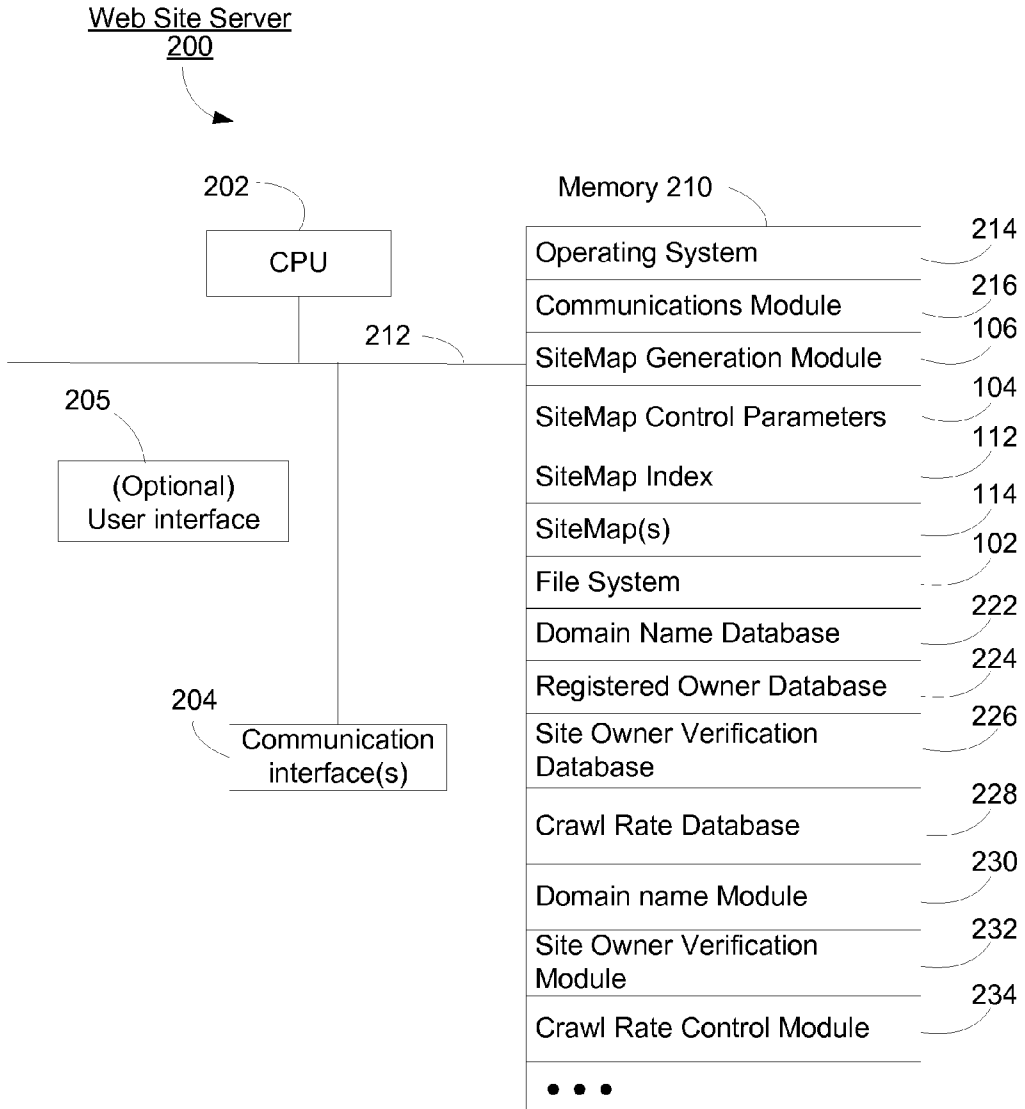 Web Site Server
200
202
CPU
212
205
(Optional)
User interface
204
Communication
interface(s)
Memory 210
Operating System
214
Communications Module
216
SiteMap Generation Module
106
SiteMap Control Parameters
104
SiteMap Index
112
SiteMap(s)
114
File System
102
Domain Name Database
222
Registered Owner Database
224
Site Owner Verification
Database
226
Crawl Rate Database
228
Domain name Module
230
Site Owner Verification
Module
232
Crawl Rate Control Module
234
• • •